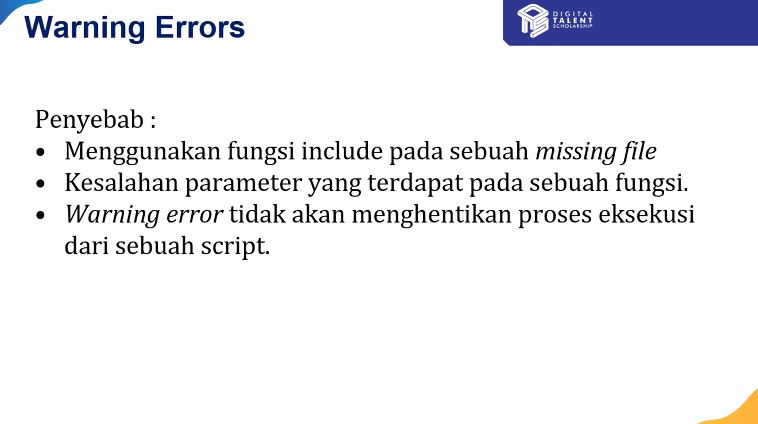 Warning Errors
DIGITAL
TALENT
SCHOLARSHIP
Penyebab :
• Menggunakan fungsi include pada sebuah missing file
• Kesalahan parameter yang terdapat pada sebuah fungsi.
• Warning error tidak akan menghentikan proses eksekusi
dari sebuah script.